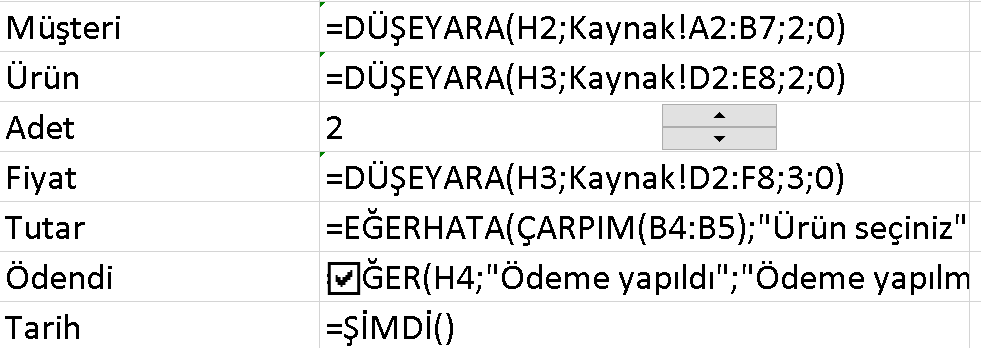 Müşteri =DÜŞEYARA(H2;Kaynak!A2:B7;2;0)
Ürün =DÜŞEYARA(H3;Kaynak!D2:E8;2;0)
Adet 2
Fiyat =DÜŞEYARA(H3;Kaynak!D2:F8;3;0)
Tutar =EĞERHATA(ÇARPIM(B4:B5);"Ürün seçiniz"
Ödendi ĞER(H4;"Ödeme yapıldı";"Ödeme yapılm
Tarih =ŞİMDİ()